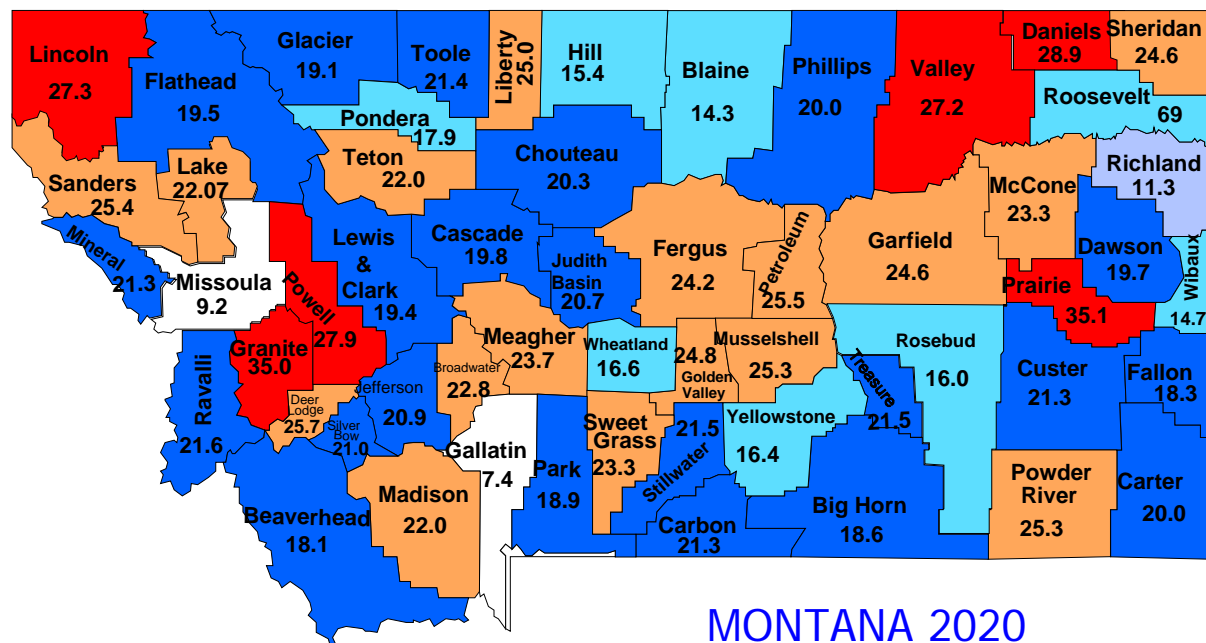 Lincoln
27.3
Flathead
19.5
Glacier
19.1
Toole
21.4
Liberty
25.0
Hill
15.4
Blaine
14.3
Phillips
20.0
Valley
27.2
Daniels
28.9
Sheridan
24.6
Roosevelt
69
Pondera
17.9
Teton
22.0
Chouteau
20.3
Richland
11.3
McCone
23.3
Sanders
25.4
Lake
22.07
Mineral
21.3
Missoula
9.2
Powell
27.9
Lewis
&
Clark
19.4
Cascade
19.8
Judith
Basin
20.7
Fergus
24.2
Petroleum
25.5
Garfield
24.6
Dawson
19.7
Wibaux
14.7
Prairie
35.1
Granite
35.0
Ravalli
21.6
Deer
Lodge
25.7
Silver
Bow
21.0
Jefferson
20.9
Broadwater
22.8
Meagher
23.7
Wheatland
16.6
24.8
Golden
Valley
Musselshell
25.3
Treasure
21.5
Rosebud
16.0
Custer
21.3
Fallon
18.3
Gallatin
7.4
Park
18.9
Sweet
Grass
23.3
21.5
Stillwater
Yellowstone
16.4
Beaverhead
18.1
Madison
22.0
Carbon
21.3
Big Horn
18.6
Powder
River
25.3
Carter
20.0
MONTANA 2020